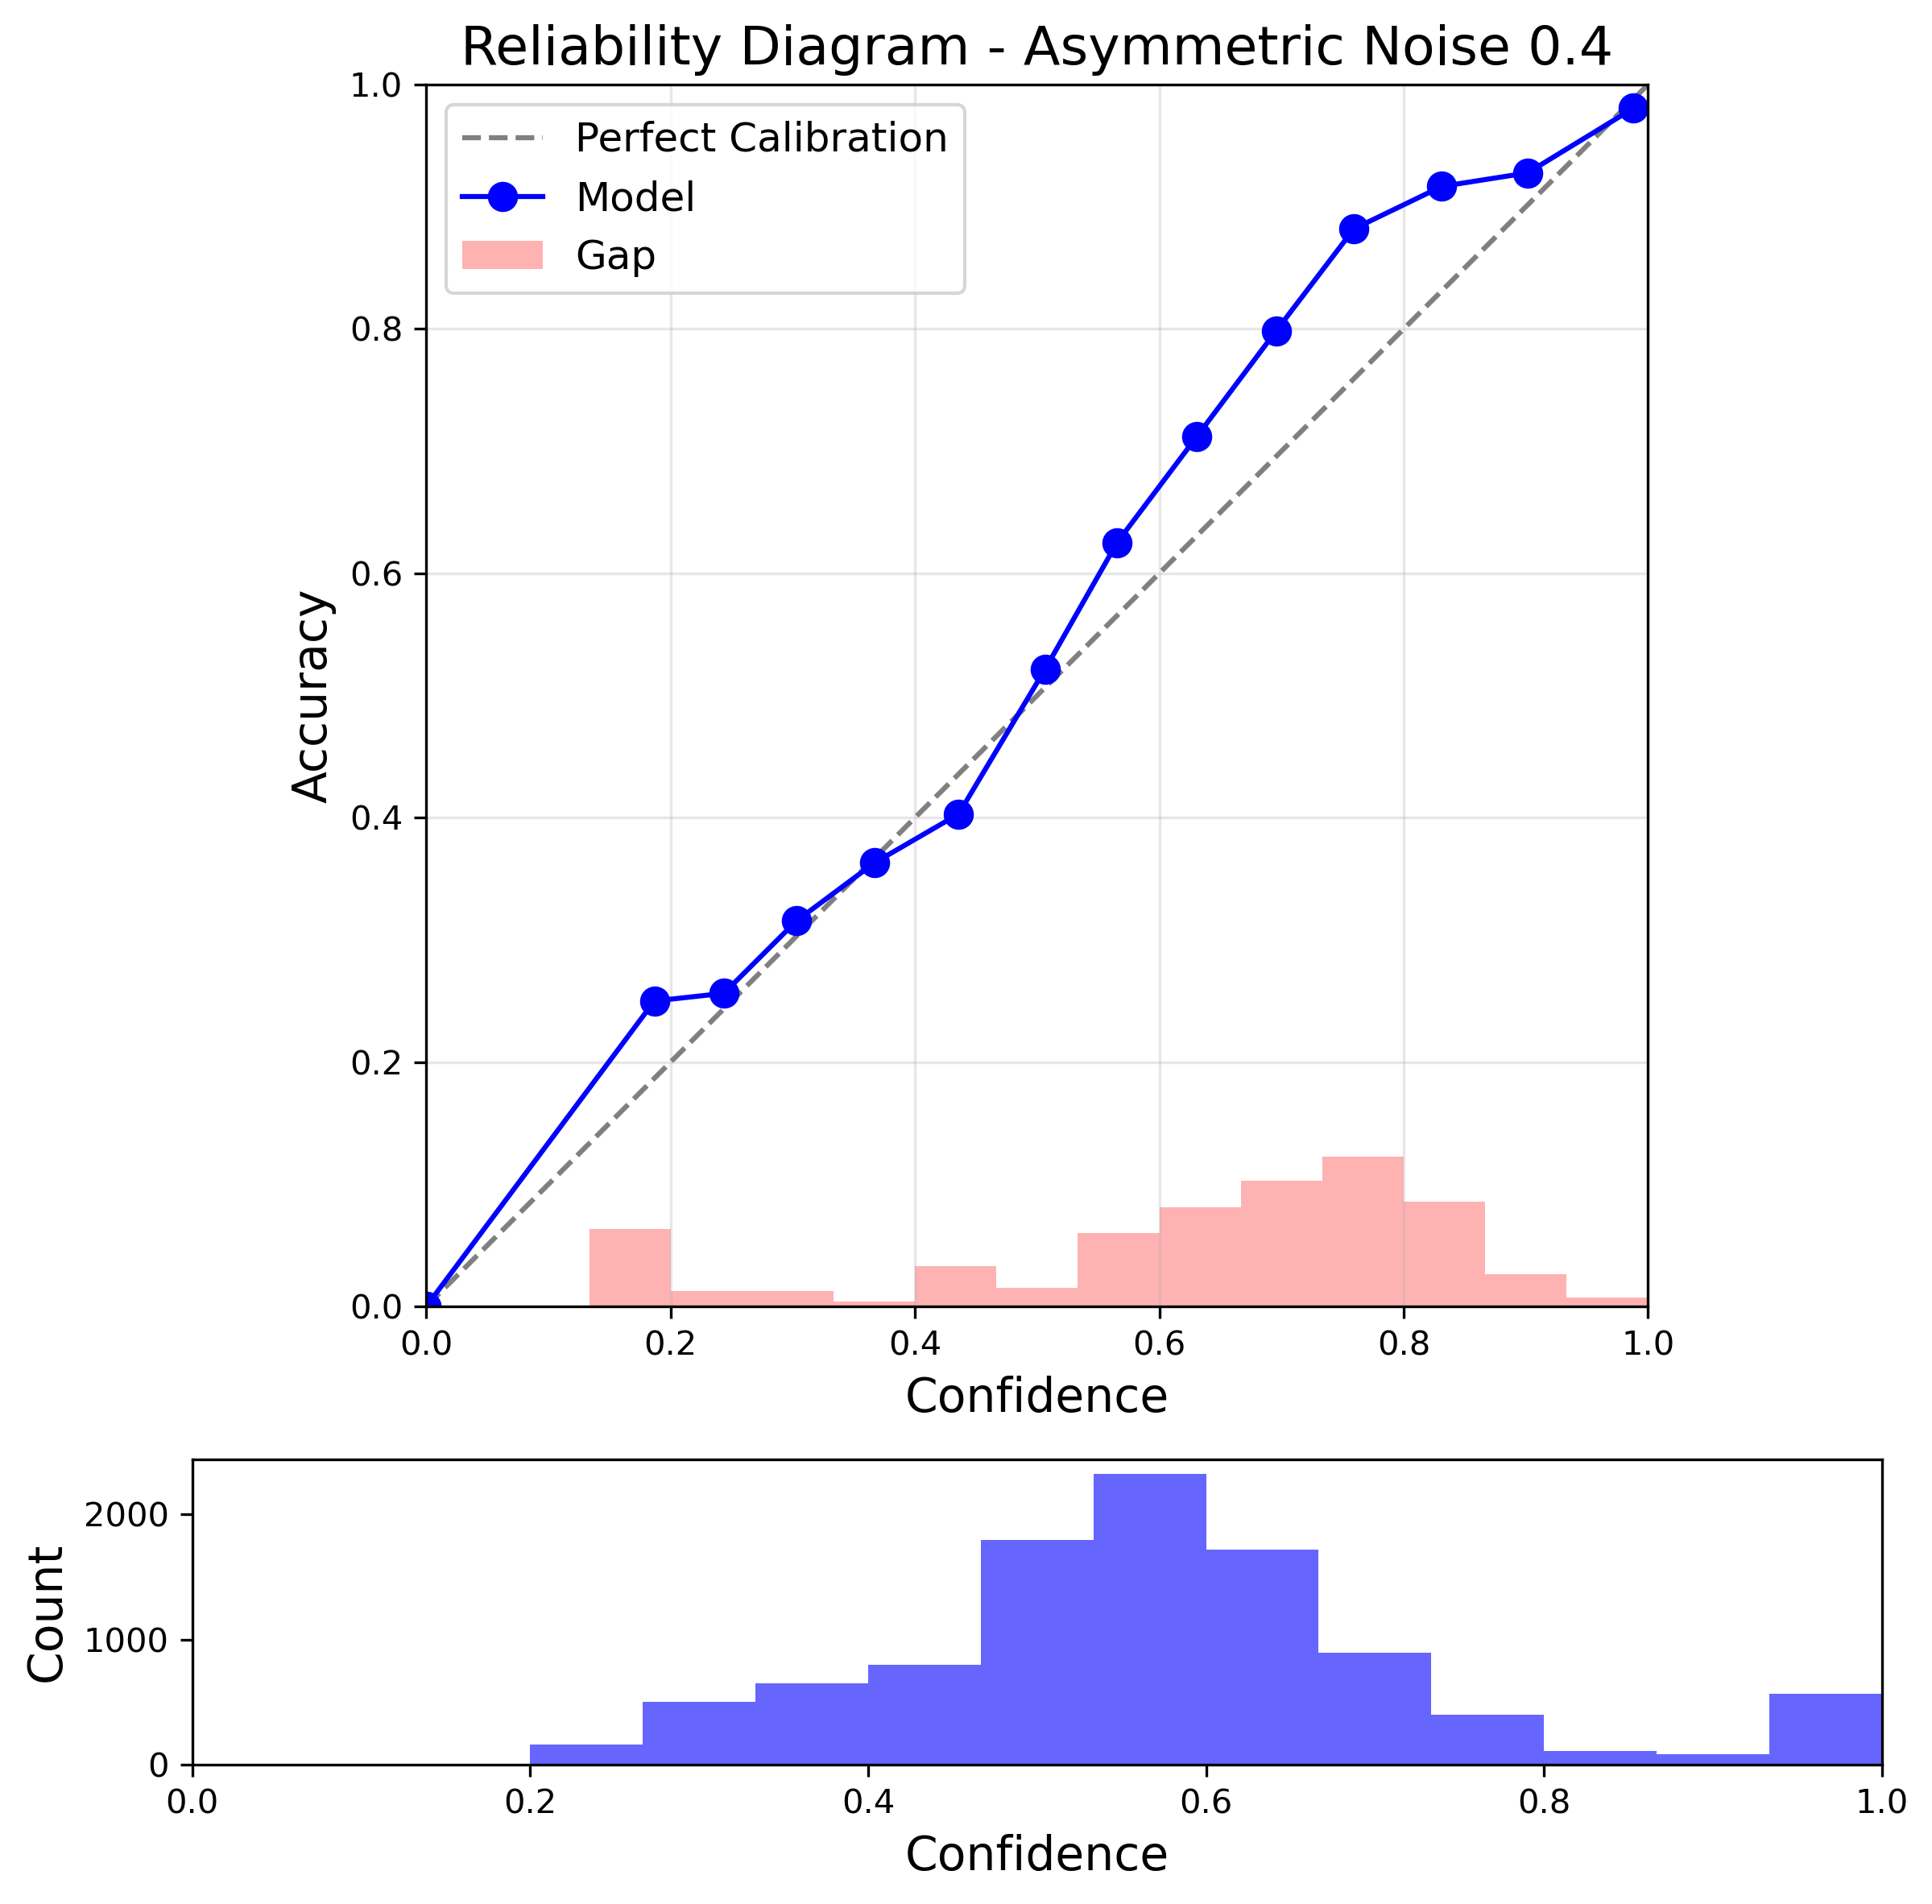 Reliability Diagram - Asymmetric Noise 0.4
1.0
0.8
0.6
0.4
0.2
0.0
Accuracy
Perfect Calibration
Model
Gap
0.0 0.2 0.4 0.6 0.8 1.0
Confidence
2000
1000
0
Count
0.0 0.2 0.4 0.6 0.8 1.0
Confidence